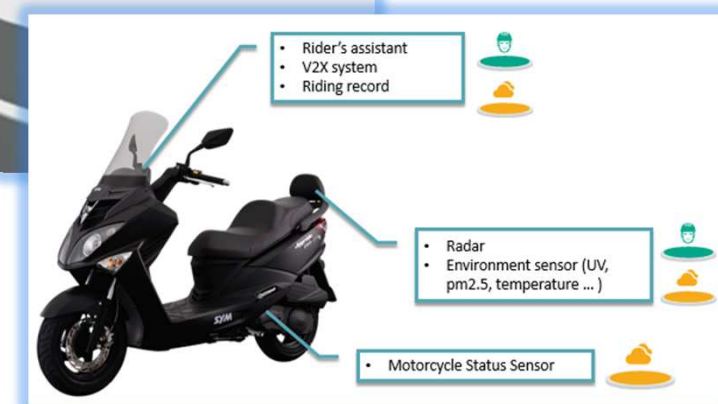 • Rider's assistant
• V2X system
• Riding record
• Radar
• Environment sensor (UV,
pm2.5, temperature ... )
• Motorcycle Status Sensor
SYM